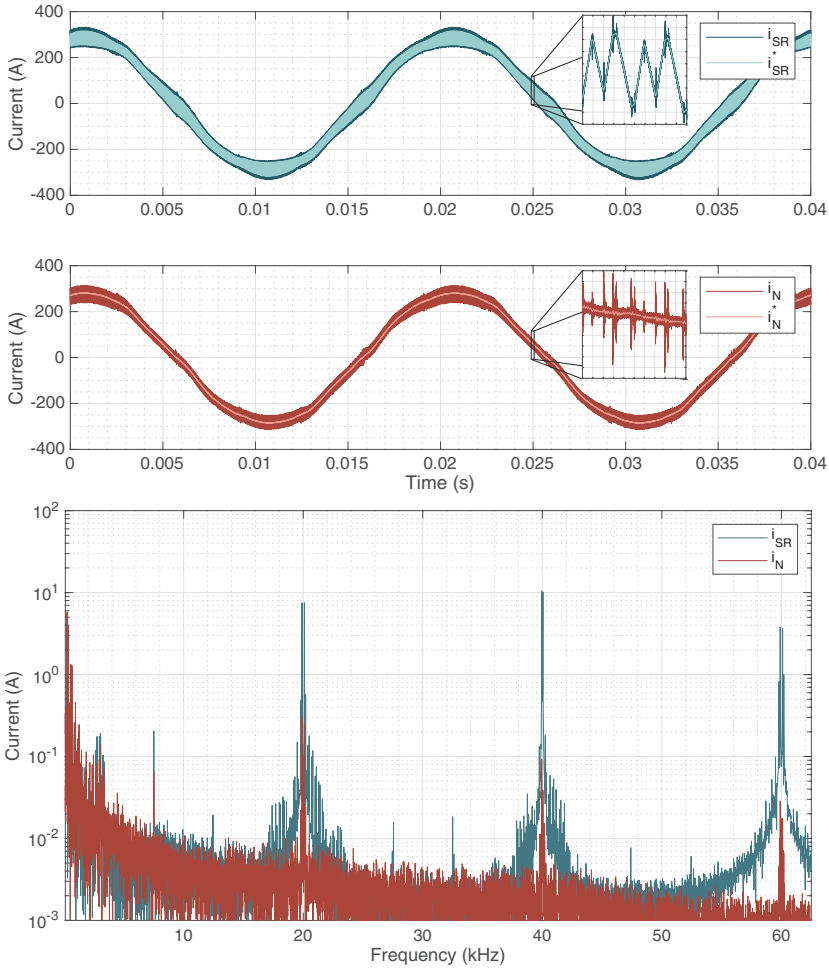 400
200
0
-200
-400
Current (A)
0 0.005 0.01 0.015 0.02 0.025 0.03 0.035 0.04
i_SR
i*_SR
400
200
0
-200
-400
Current (A)
0 0.005 0.01 0.015 0.02 0.025 0.03 0.035 0.04
Time (s)
i_N
i*_N
10^2
10^1
10^0
10^-1
10^-2
10^-3
Current (A)
10 20 30 40 50 60
Frequency (kHz)
i_SR
i_N